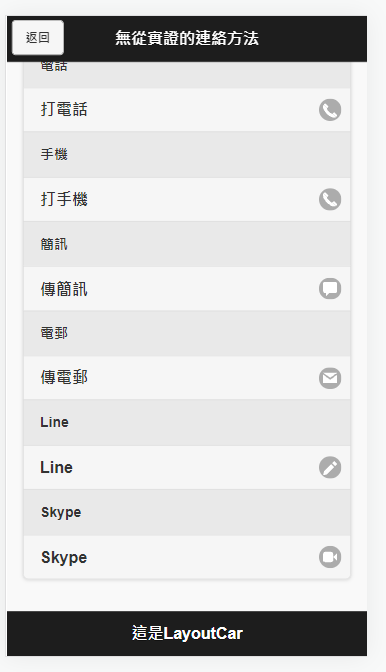 返回
無從實證的連絡方法
電話
打電話
手機
打手機
簡訊
傳簡訊
電郵
傳電郵
Line
Line
Skype
Skype
這是LayoutCar